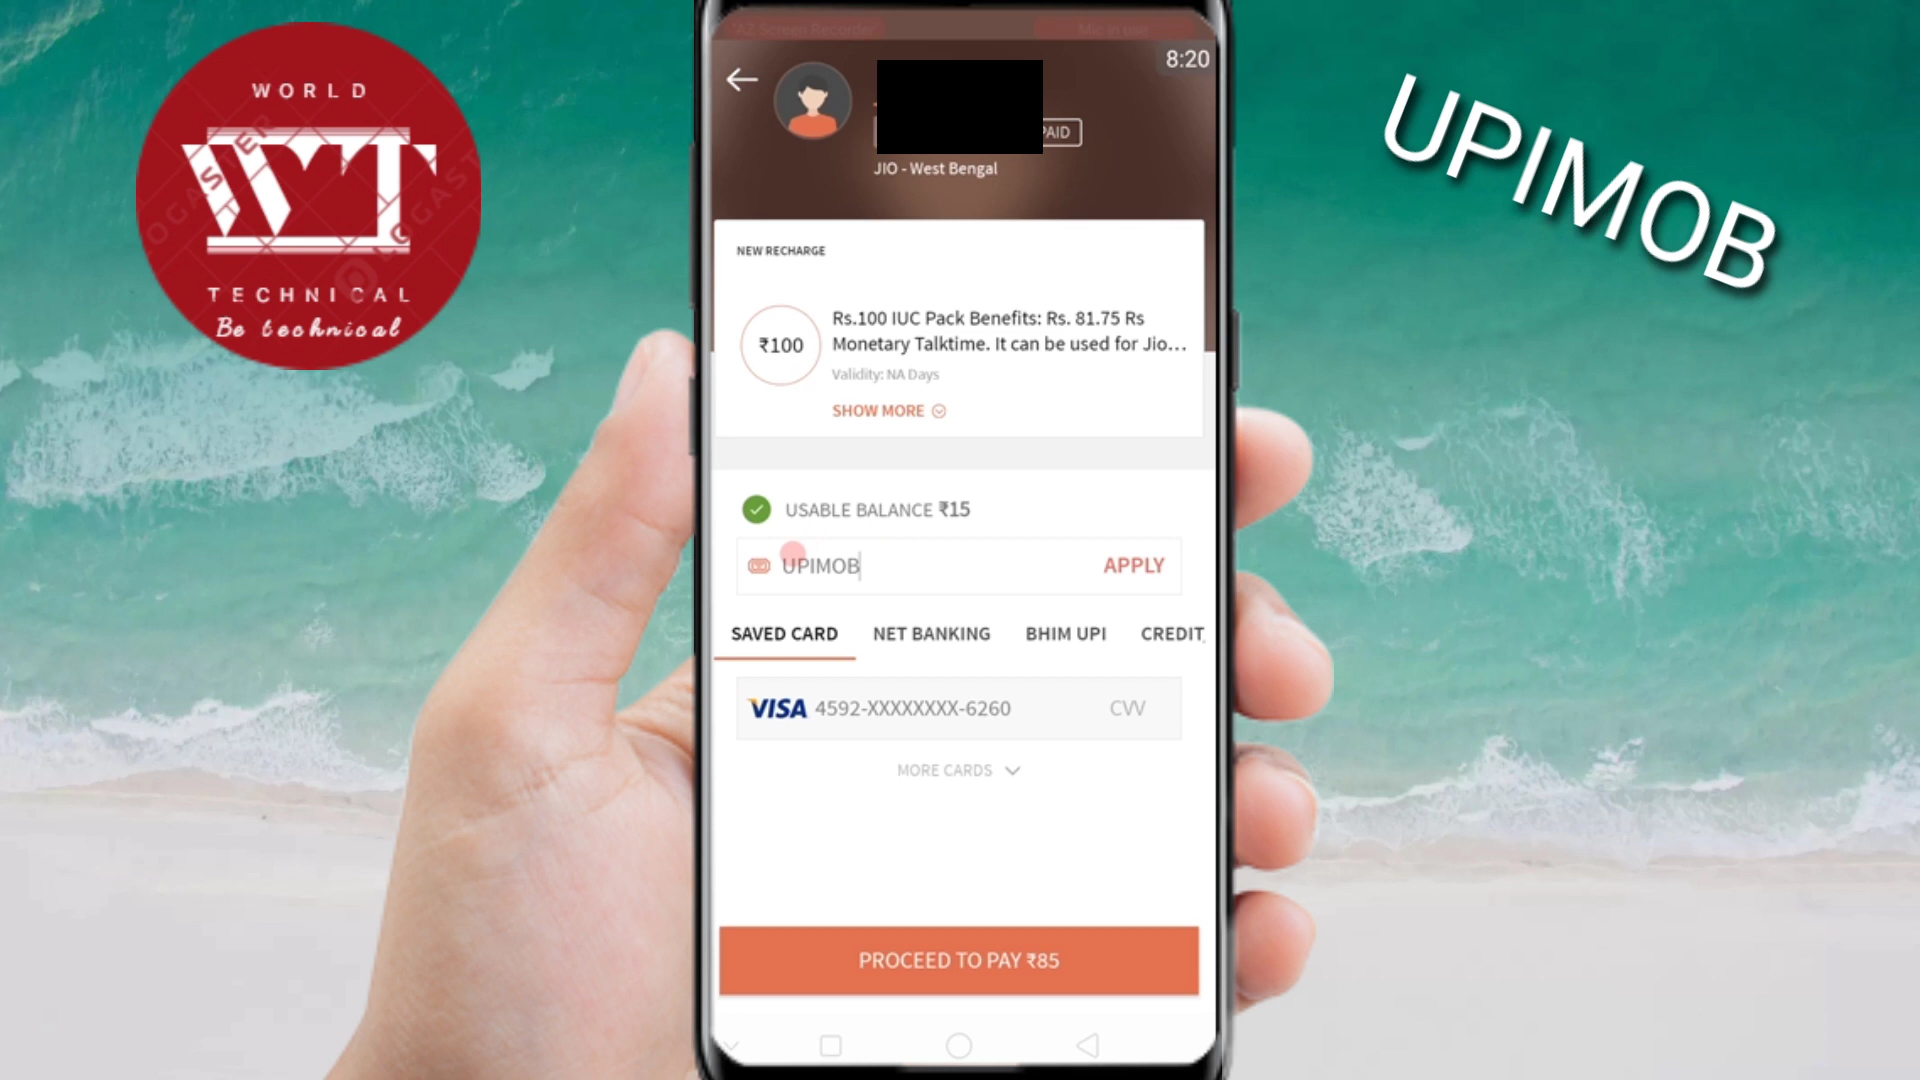 WORLD
WT
TECHNICAL
Be technical
UPIMOB
AZ Screen Recorder
Mic in use
8:20
PAID
JIO - West Bengal
NEW RECHARGE
₹100
Rs.100 IUC Pack Benefits: Rs. 81.75 Rs
Monetary Talktime. It can be used for Jio...
Validity: NA Days
SHOW MORE
USABLE BALANCE ₹15
UPIMOB
APPLY
SAVED CARD NET BANKING BHIM UPI CREDIT
VISA 4592-XXXXXXXX-6260 CVV
MORE CARDS
PROCEED TO PAY ₹85